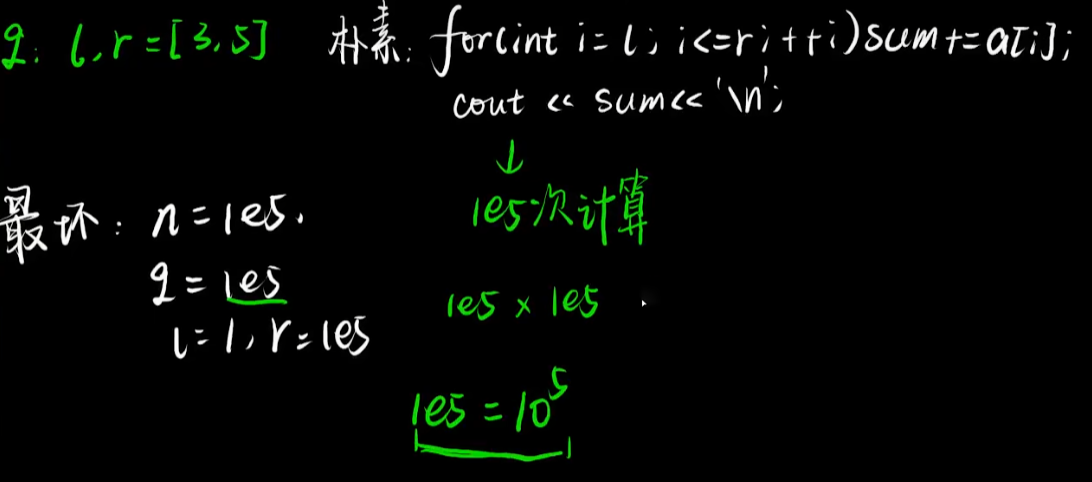 q: l,r=[3,5] 朴素: for(int i=l;i<=r;++i)sum+=a[i];
cout << sum<<'\n';
↓
1e5次计算
最坏: n=1e5.
q=1e5
l=1,r=1e5
1e5×1e5
1e5=10^5